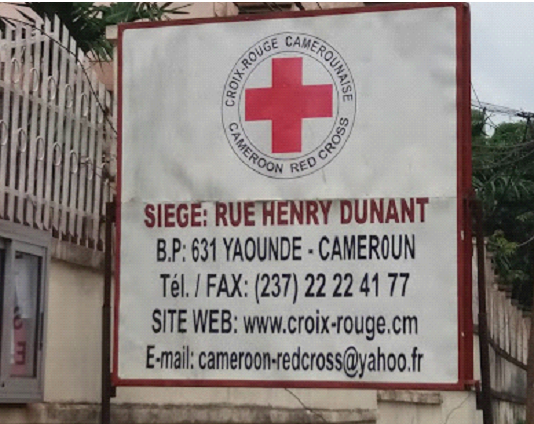 CROIX-ROUGE CAMEROUNAISE
CAMEROON RED CROSS
SIEGE: RUE HENRY DUNANT
B.P: 631 YAOUNDE - CAMEROUN
Tél. / FAX: (237) 22 22 41 77
SITE WEB: www.croix-rouge.cm
E-mail: cameroon-redcross@yahoo.fr